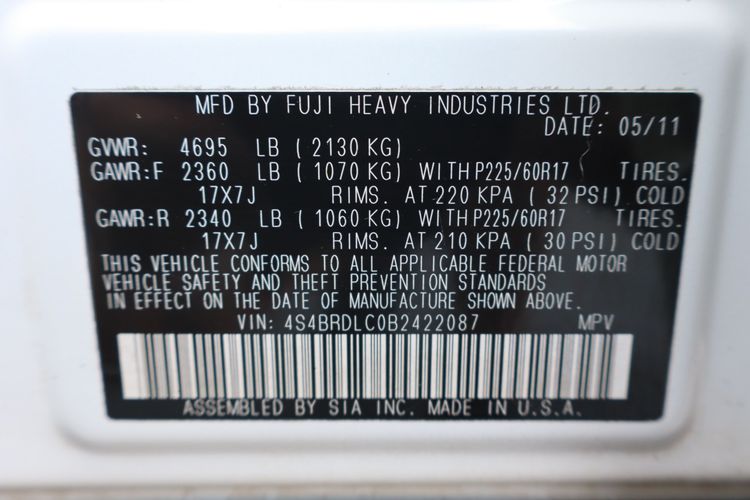 MFD BY FUJI HEAVY INDUSTRIES LTD.
DATE: 05/11
GVWR: 4695 LB ( 2130 KG)
GAWR:F 2360 LB ( 1070 KG) WITH P225/60R17 TIRES.
17X7J RIMS. AT 220 KPA ( 32 PSI) COLD
GAWR:R 2340 LB ( 1060 KG) WITH P225/60R17 TIRES.
17X7J RIMS. AT 210 KPA ( 30 PSI) COLD
THIS VEHICLE CONFORMS TO ALL APPLICABLE FEDERAL MOTOR
VEHICLE SAFETY AND THEFT PREVENTION STANDARDS
IN EFFECT ON THE DATE OF MANUFACTURE SHOWN ABOVE.
VIN: 4S4BRDLC0B2422087 MPV
ASSEMBLED BY SIA INC. MADE IN U.S.A.